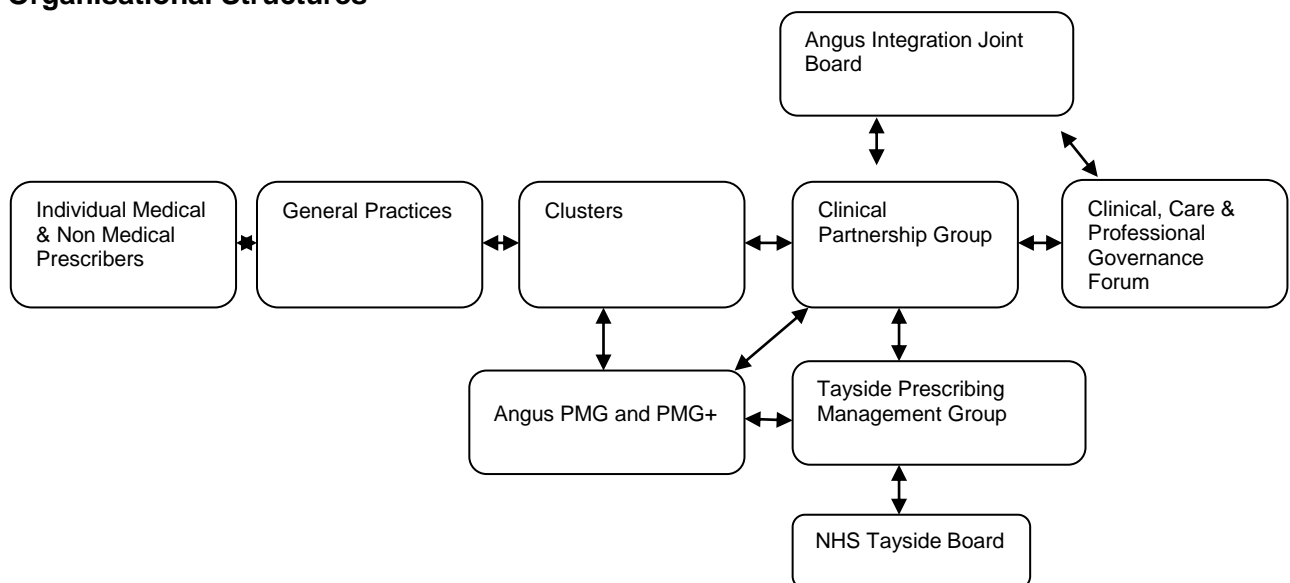 Organisational Structures
Angus Integration Joint
Board
Individual Medical
& Non Medical
Prescribers
General Practices
Clusters
Clinical
Partnership Group
Clinical, Care &
Professional
Governance
Forum
Angus PMG and PMG+
Tayside Prescribing
Management Group
NHS Tayside Board